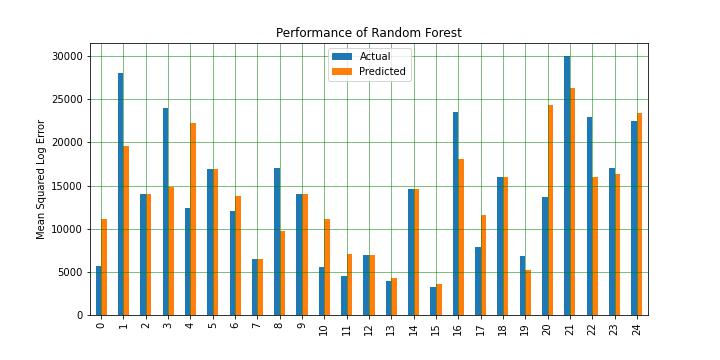 Performance of Random Forest
Actual
Predicted
Mean Squared Log Error
30000
25000
20000
15000
10000
5000
0
0 1 2 3 4 5 6 7 8 9 10 11 12 13 14 15 16 17 18 19 20 21 22 23 24